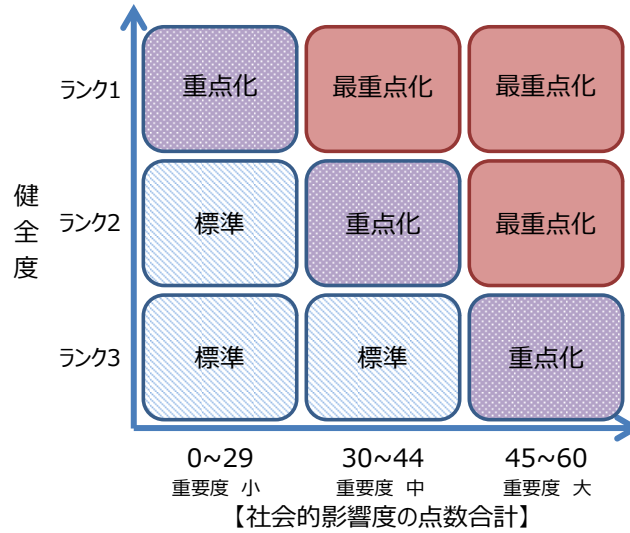 ランク1
重点化
最重点化
最重点化
健全度
ランク2
標準
重点化
最重点化
ランク3
標準
標準
重点化
0~29
30~44
45~60
重要度 小
重要度 中
重要度 大
【社会的影響度の点数合計】